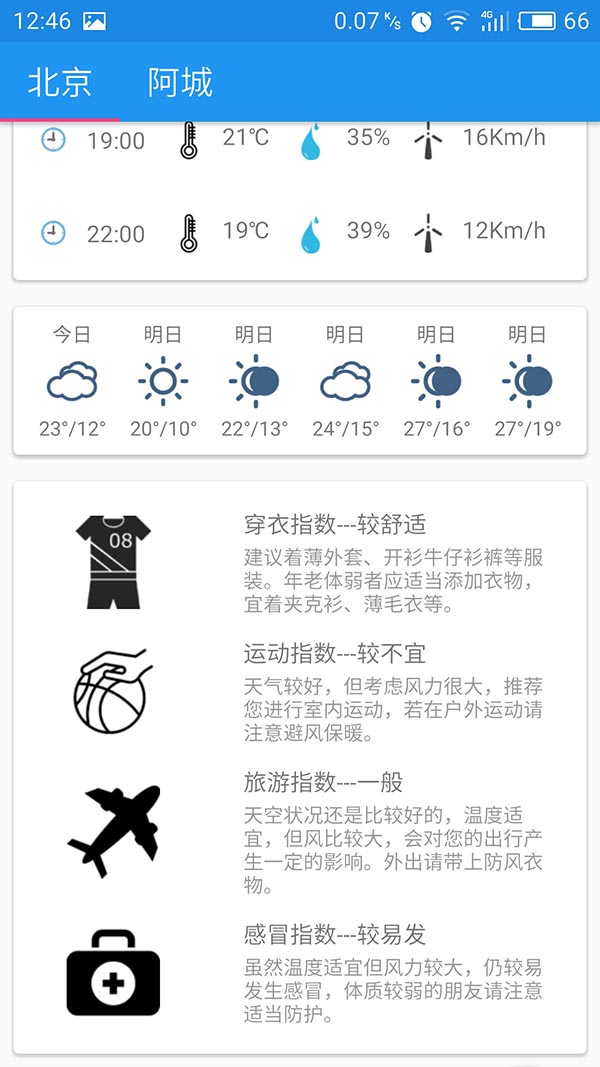 12:46 0.07 K/s 4G 66
北京 阿城
19:00 21℃ 35% 16Km/h
22:00 19℃ 39% 12Km/h
今日 明日 明日 明日 明日 明日
23°/12° 20°/10° 22°/13° 24°/15° 27°/16° 27°/19°
08
穿衣指数---较舒适
建议着薄外套、开衫牛仔衫裤等服
装。年老体弱者应适当添加衣物，
宜着夹克衫、薄毛衣等。
运动指数---较不宜
天气较好，但考虑风力很大，推荐
您进行室内运动，若在户外运动请
注意避风保暖。
旅游指数---一般
天空状况还是比较好的，温度适
宜，但风比较大，会对您的出行产
生一定的影响。外出请带上防风衣
物。
感冒指数---较易发
虽然温度适宜但风力较大，仍较易
发生感冒，体质较弱的朋友请注意
适当防护。